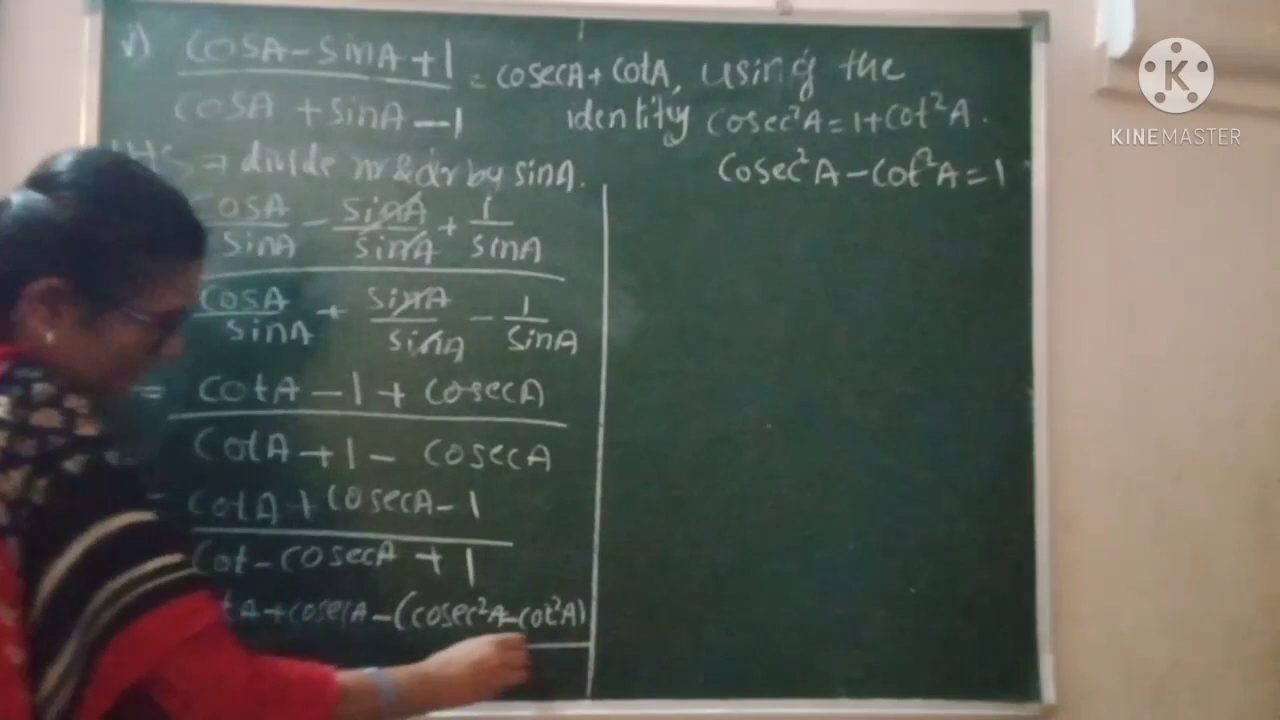 v) cosA - sinA + 1 = cosecA + cotA, using the
cosA + sinA - 1 identity cosec²A = 1 + cot²A.
⇒ divide nr & dr by sinA. cosec²A - cot²A = 1
cosA/sinA - sinA/sinA + 1/sinA
cosA/sinA + sinA/sinA - 1/sinA
= cotA - 1 + cosecA
cotA + 1 - cosecA
= cotA + cosecA - 1
cot - cosecA + 1
tA + cosecA - (cosec²A - cot²A)
K
KINEMASTER